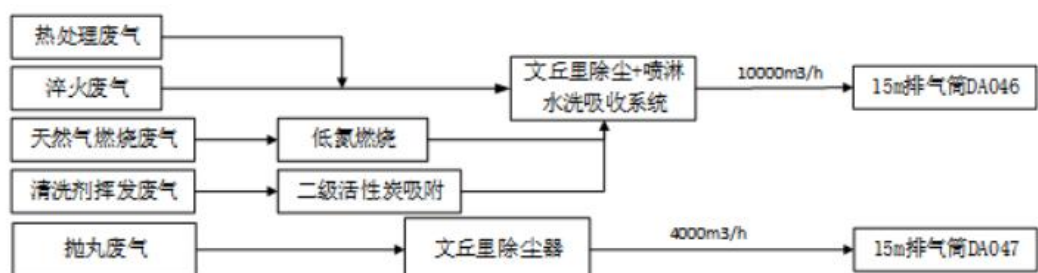 热处理废气
淬火废气
文丘里除尘+喷淋
水洗吸收系统
10000m3/h
15m排气筒DA046
天然气燃烧废气
低氮燃烧
清洗剂挥发废气
二级活性炭吸附
抛丸废气
文丘里除尘器
4000m3/h
15m排气筒DA047